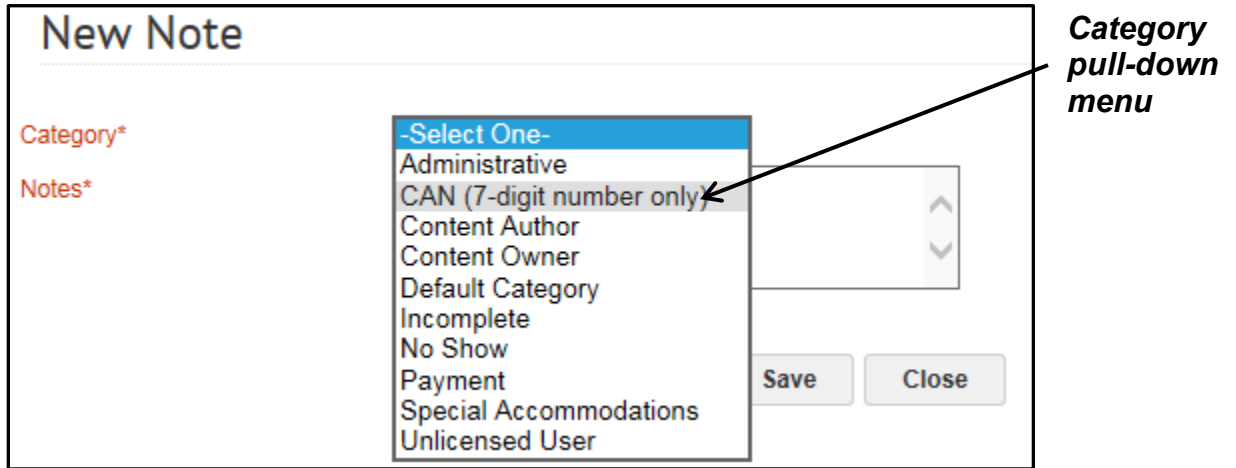 New Note
Category
pull-down
menu
Category*
-Select One-
Administrative
Notes*
CAN (7-digit number only)
Content Author
Content Owner
Default Category
Incomplete
No Show
Payment
Special Accommodations
Unlicensed User
Save
Close